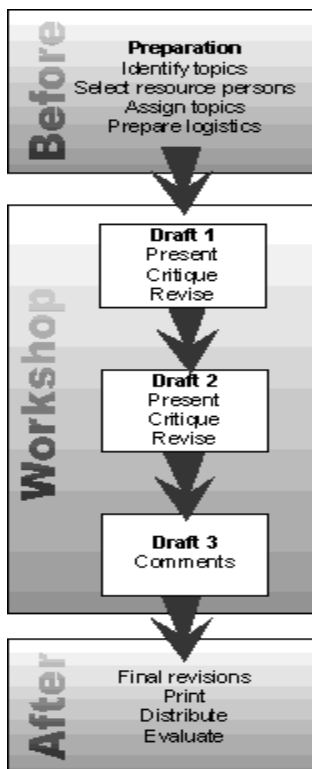 Before
Preparation
Identify topics
Select resource persons
Assign topics
Prepare logistics
Workshop
Draft 1
Present
Critique
Revise
Draft 2
Present
Critique
Revise
Draft 3
Comments
After
Final revisions
Print
Distribute
Evaluate